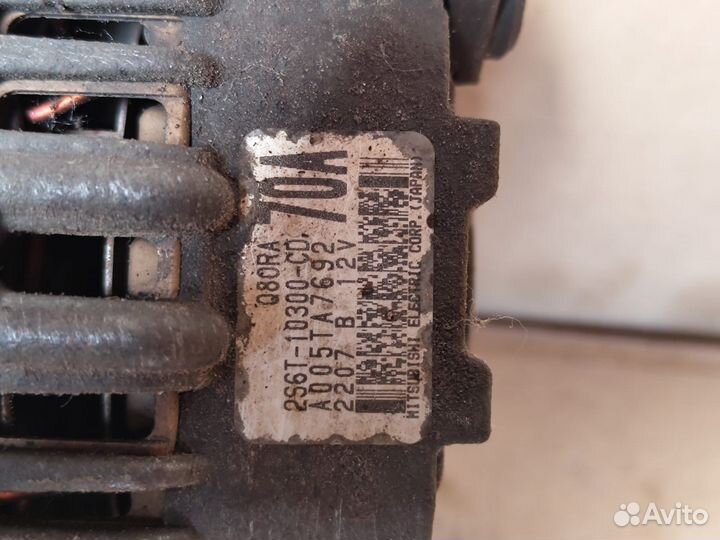 Q80RA 70A
2S6T-10300-CD,
A005TA7692
2207 B 12V
MITSUBISHI ELECTRIC CORP.(JAPAN)
Avito